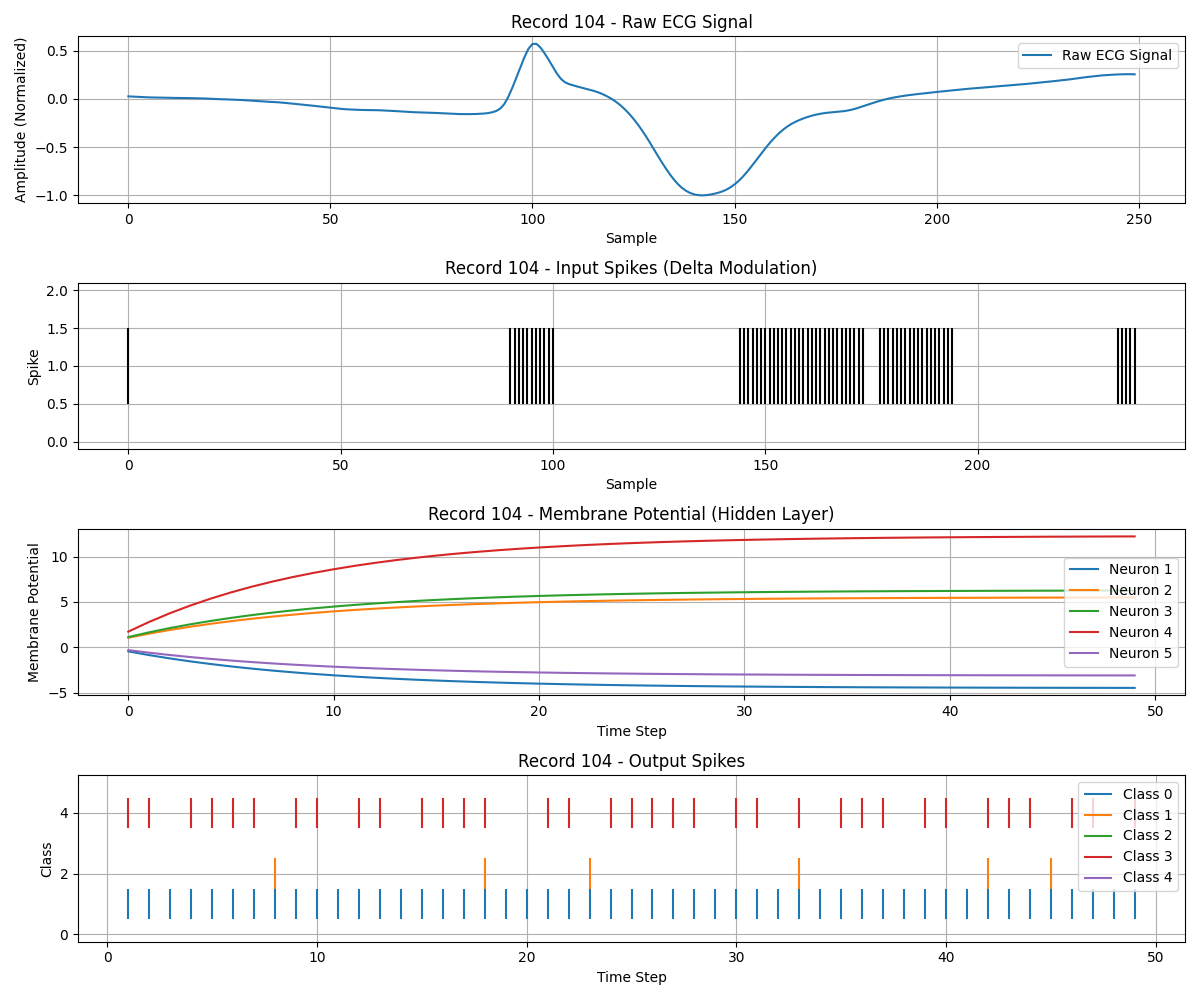 Record 104 - Raw ECG Signal
Amplitude (Normalized)
0.5
0.0
−0.5
−1.0
Raw ECG Signal
0 50 100 150 200 250
Sample
Record 104 - Input Spikes (Delta Modulation)
Spike
2.0
1.5
1.0
0.5
0.0
0 50 100 150 200
Sample
Record 104 - Membrane Potential (Hidden Layer)
Membrane Potential
10
5
0
−5
Neuron 1
Neuron 2
Neuron 3
Neuron 4
Neuron 5
0 10 20 30 40 50
Time Step
Record 104 - Output Spikes
Class
4
2
0
Class 0
Class 1
Class 2
Class 3
Class 4
0 10 20 30 40 50
Time Step